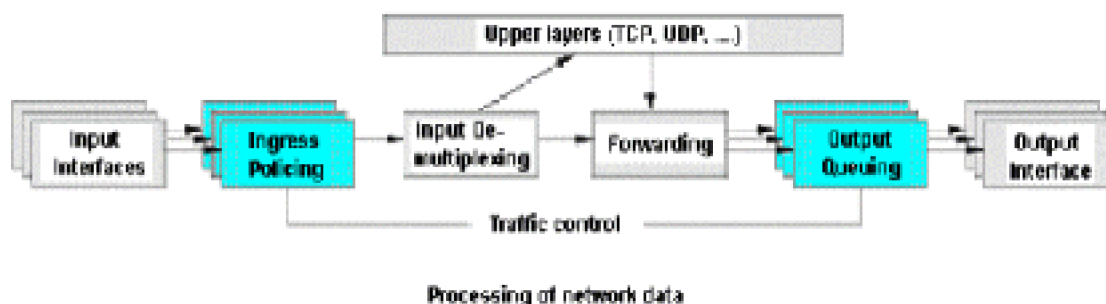 Upper layers (TCP, UDP, ...)
Input
Interfaces
Ingress
Policing
Input De-
multiplexing
Forwarding
Output
Queuing
Output
Interface
Traffic control
Processing of network data